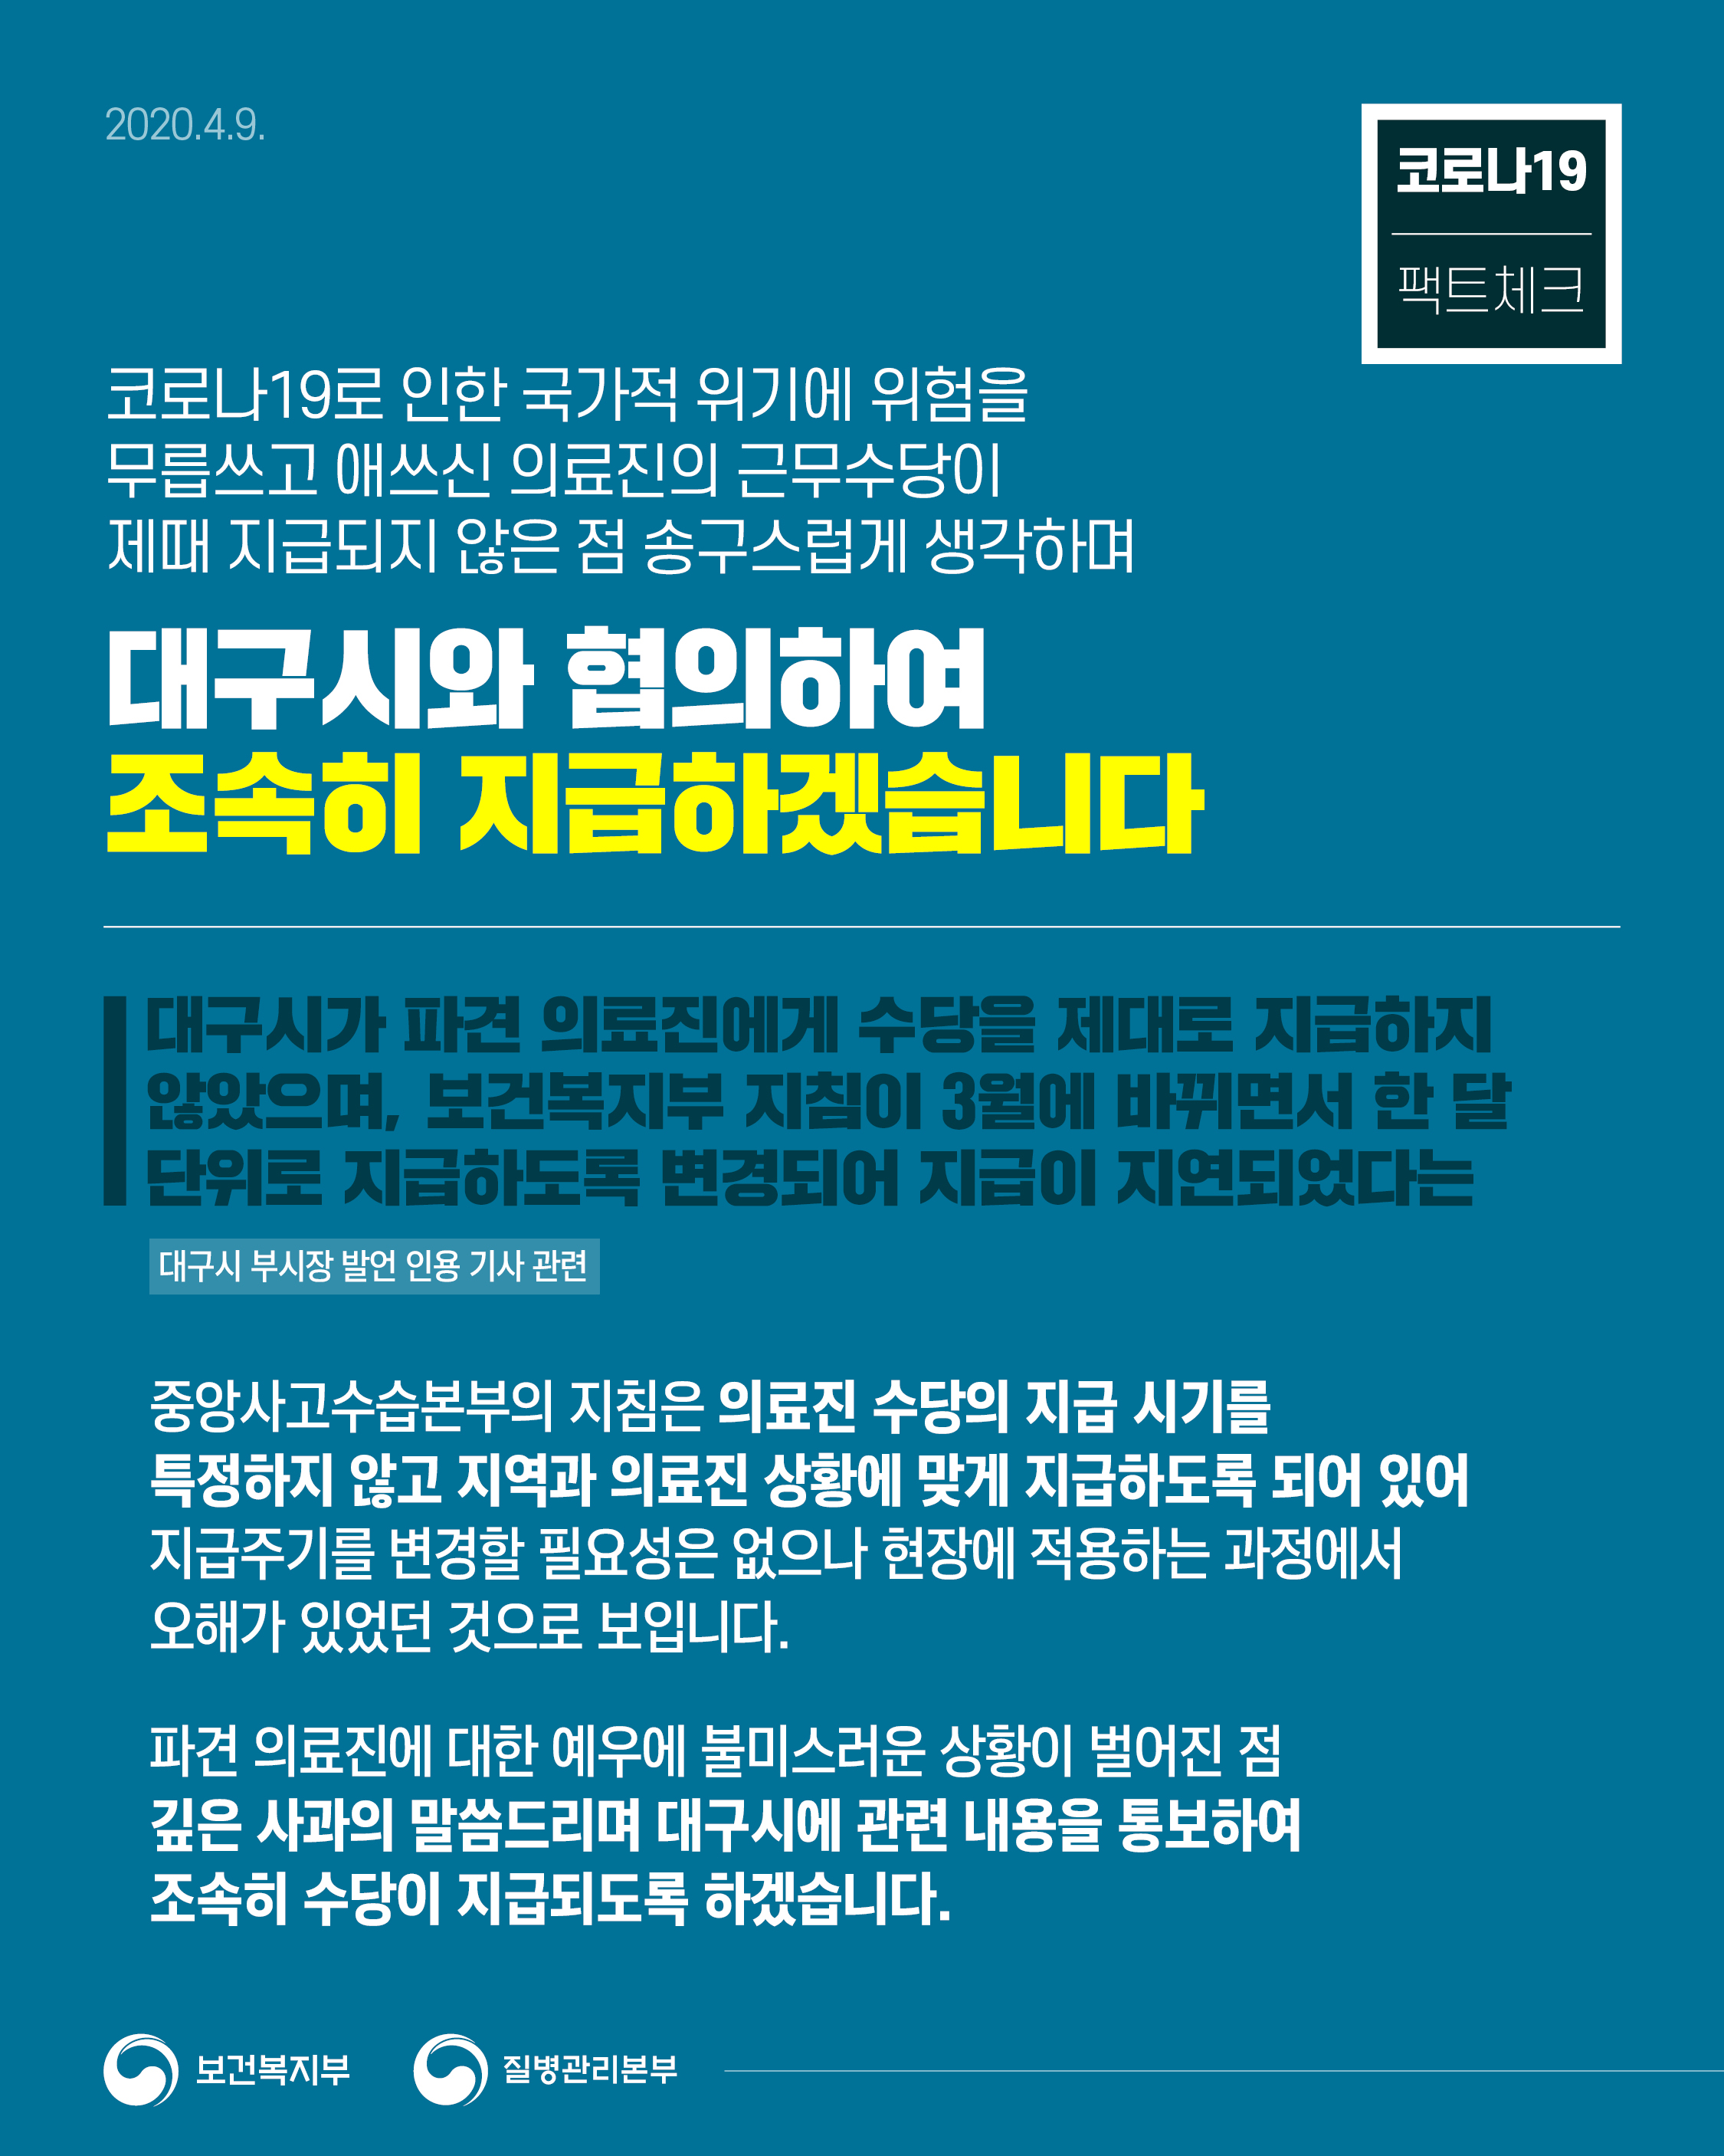 2020.4.9.
코로나19
팩트체크
코로나19로 인한 국가적 위기에 위험을
무릅쓰고 애쓰신 의료진의 근무수당이
제때 지급되지 않은 점 송구스럽게 생각하며
대구시와 협의하여
조속히 지급하겠습니다
대구시가 파견 의료진에게 수당을 제대로 지급하지
않았으며, 보건복지부 지침이 3월에 바뀌면서 한 달
단위로 지급하도록 변경되어 지급이 지연되었다는
대구시 부시장 발언 인용 기사 관련
중앙사고수습본부의 지침은 의료진 수당의 지급 시기를
특정하지 않고 지역과 의료진 상황에 맞게 지급하도록 되어 있어
지급주기를 변경할 필요성은 없으나 현장에 적용하는 과정에서
오해가 있었던 것으로 보입니다.
파견 의료진에 대한 예우에 불미스러운 상황이 벌어진 점
깊은 사과의 말씀드리며 대구시에 관련 내용을 통보하여
조속히 수당이 지급되도록 하겠습니다.
보건복지부
질병관리본부